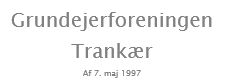 Grundejerforeningen
Trankær
Af 7. maj 1997